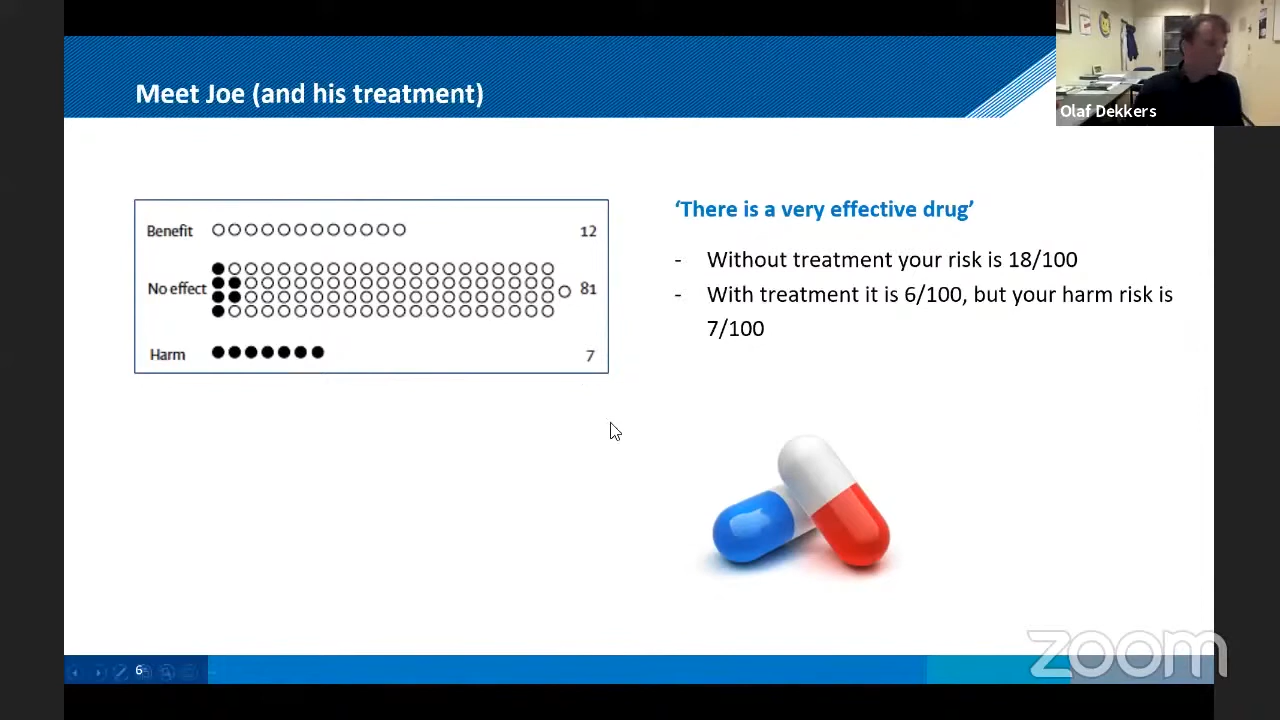 Meet Joe (and his treatment)
Olaf Dekkers
Benefit 12
No effect 81
Harm 7
‘There is a very effective drug’
- Without treatment your risk is 18/100
- With treatment it is 6/100, but your harm risk is
7/100
6
zoom